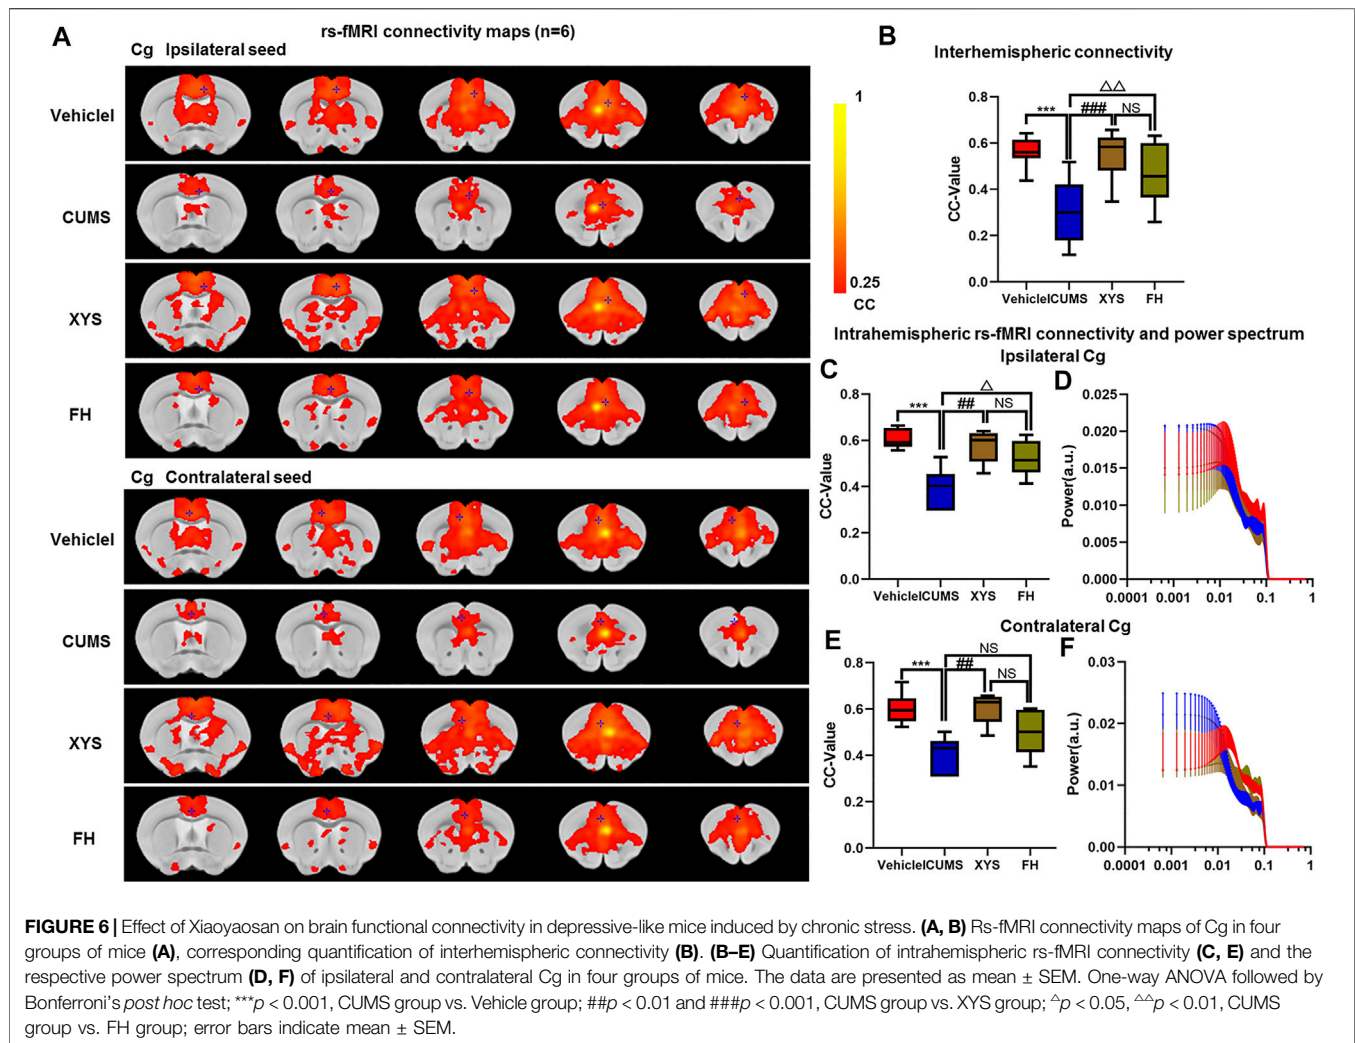 A
rs-fMRI connectivity maps (n=6)
Cg Ipsilateral seed
Vehiclel
CUMS
XYS
FH
Cg Contralateral seed
Vehiclel
CUMS
XYS
FH
1
0.25
CC
B
Interhemispheric connectivity
CC-Value
0.8
0.6
0.4
0.2
0.0
△△
*** ### NS
VehiclelCUMS XYS FH
Intrahemispheric rs-fMRI connectivity and power spectrum
Ipsilateral Cg
C
CC-Value
0.8
0.6
0.4
0.2
0.0
△
*** ## NS
VehiclelCUMS XYS FH
D
Power(a.u.)
0.025
0.020
0.015
0.010
0.005
0.000
0.0001 0.001 0.01 0.1 1
Contralateral Cg
E
CC-Value
0.8
0.6
0.4
0.2
0.0
NS
*** ## NS
VehiclelCUMS XYS FH
F
Power(a.u.)
0.03
0.02
0.01
0.00
0.0001 0.001 0.01 0.1 1
FIGURE 6 | Effect of Xiaoyaosan on brain functional connectivity in depressive-like mice induced by chronic stress. (A, B) Rs-fMRI connectivity maps of Cg in four
groups of mice (A), corresponding quantification of interhemispheric connectivity (B). (B–E) Quantification of intrahemispheric rs-fMRI connectivity (C, E) and the
respective power spectrum (D, F) of ipsilateral and contralateral Cg in four groups of mice. The data are presented as mean ± SEM. One-way ANOVA followed by
Bonferroni's post hoc test; ***p < 0.001, CUMS group vs. Vehicle group; ##p < 0.01 and ###p < 0.001, CUMS group vs. XYS group; △p < 0.05, △△p < 0.01, CUMS
group vs. FH group; error bars indicate mean ± SEM.